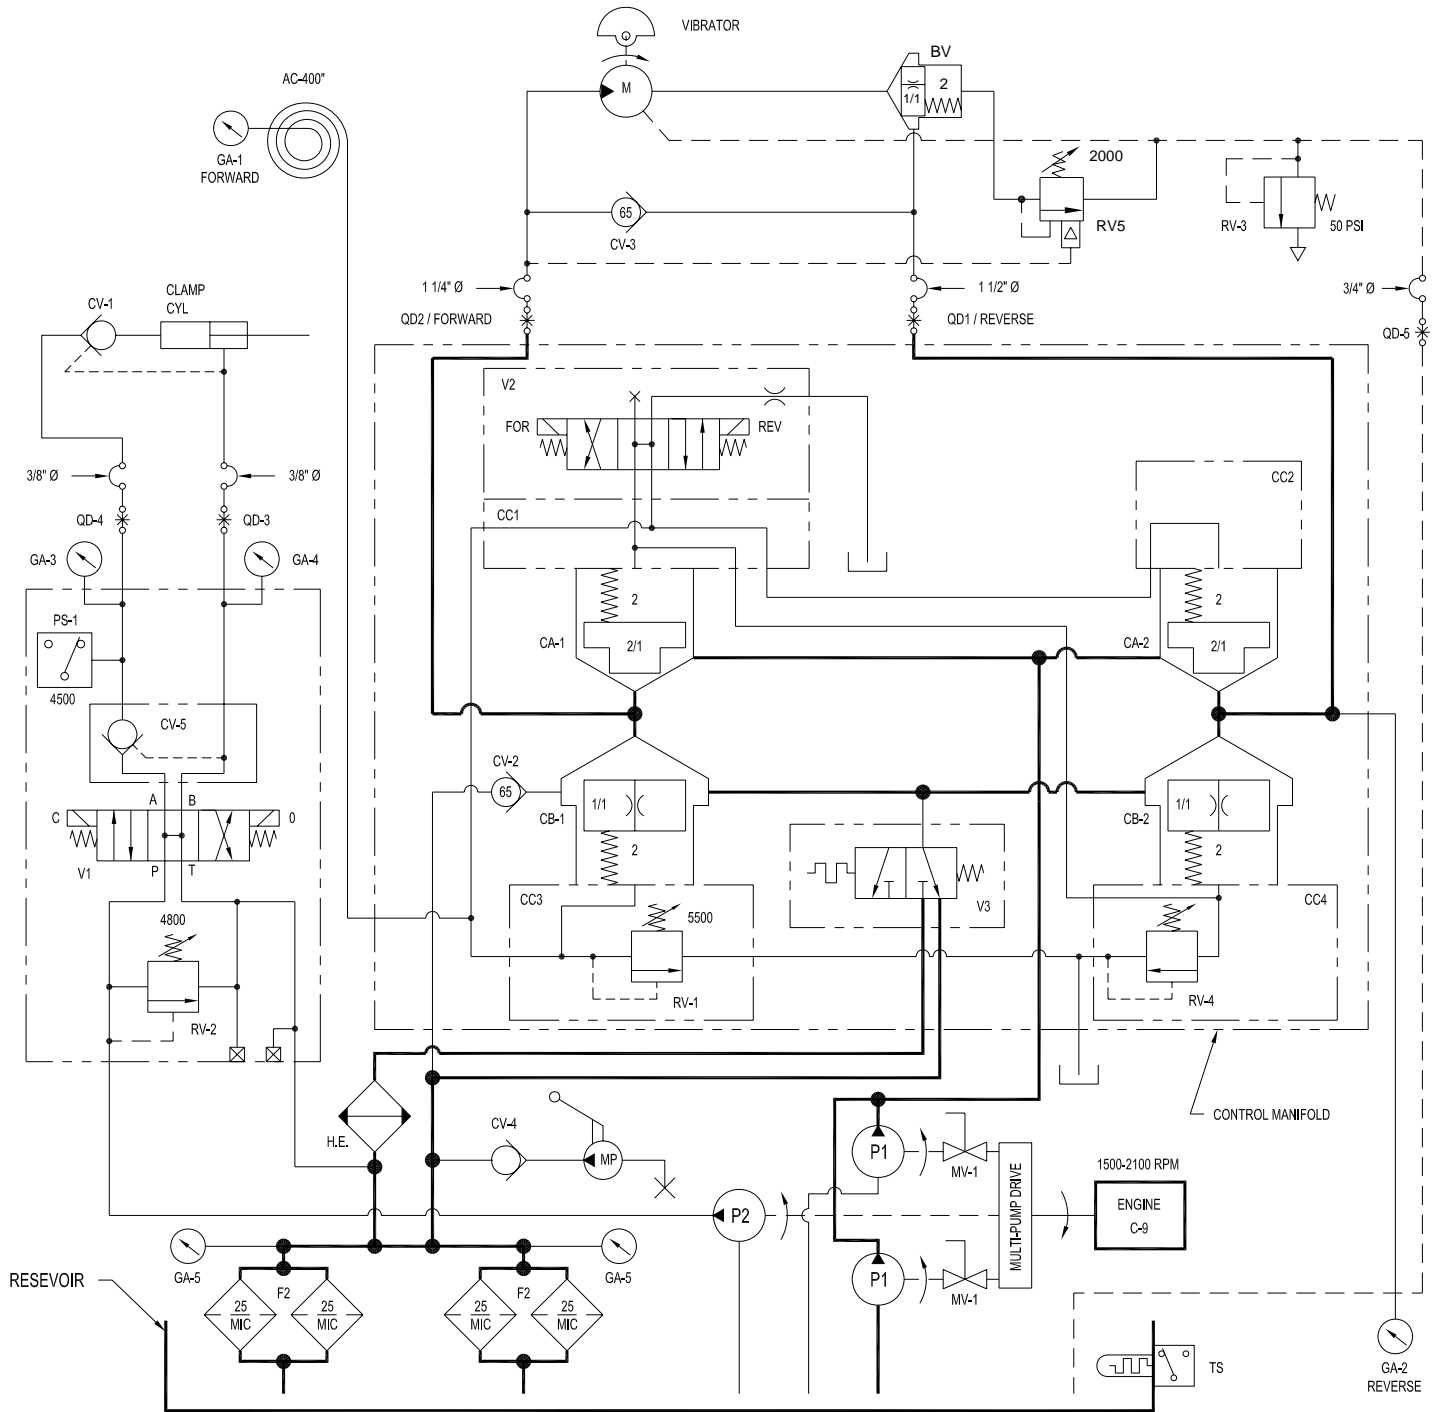 VIBRATOR
BV
2
1/1
M
AC-400"
GA-1
FORWARD
2000
RV5
RV-3
50 PSI
65
CV-3
1 1/4" Ø
1 1/2" Ø
3/4" Ø
QD2 / FORWARD
QD1 / REVERSE
QD-5
CV-1
CLAMP
CYL
V2
FOR
REV
CC1
CC2
3/8" Ø
3/8" Ø
QD-4
QD-3
GA-3
GA-4
PS-1
4500
2
CA-1
2/1
2
CA-2
2/1
CV-5
CV-2
65
1/1
CB-1
2
1/1
CB-2
2
A
B
C
0
V1
P
T
4800
RV-2
CC3
5500
RV-1
V3
CC4
RV-4
H.E.
CV-4
MP
CONTROL MANIFOLD
P1
MV-1
MULTI-PUMP DRIVE
1500-2100 RPM
ENGINE
C-9
P2
P1
MV-1
GA-5
F2
F2
GA-5
RESEVOIR
25
MIC
25
MIC
25
MIC
25
MIC
TS
GA-2
REVERSE